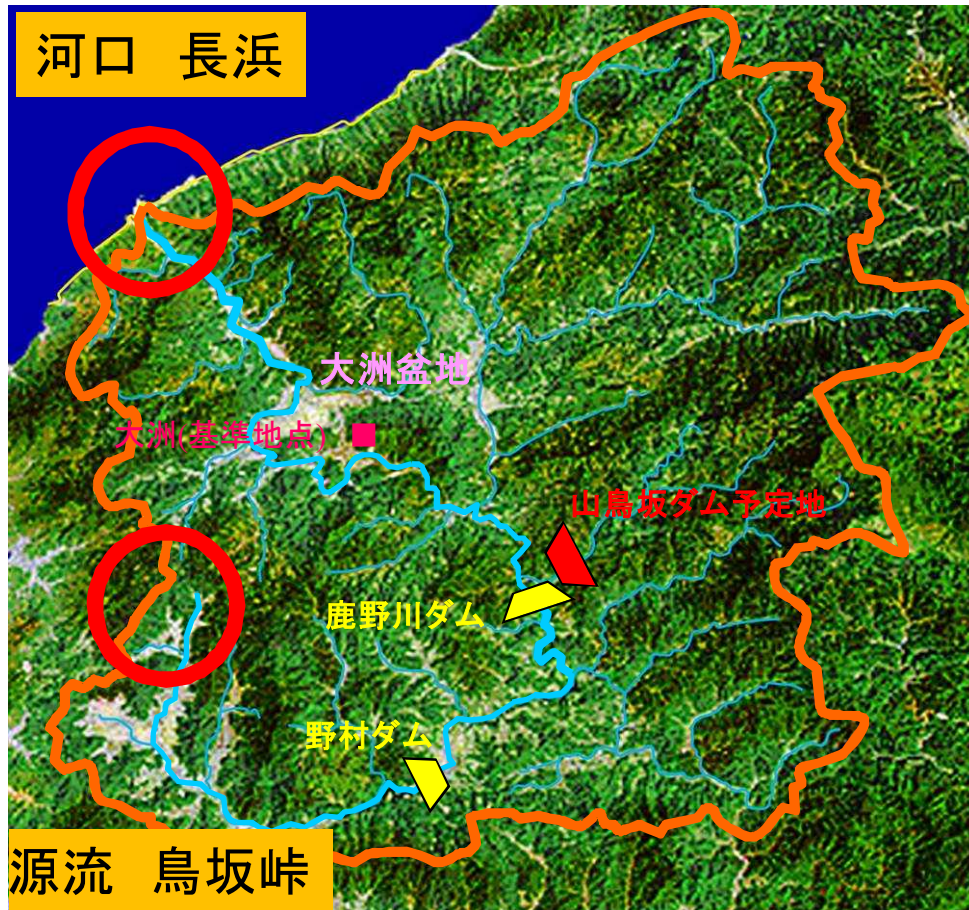 河口　長浜
大洲盆地
大洲(基準地点)
山鳥坂ダム予定地
鹿野川ダム
野村ダム
源流　鳥坂峠